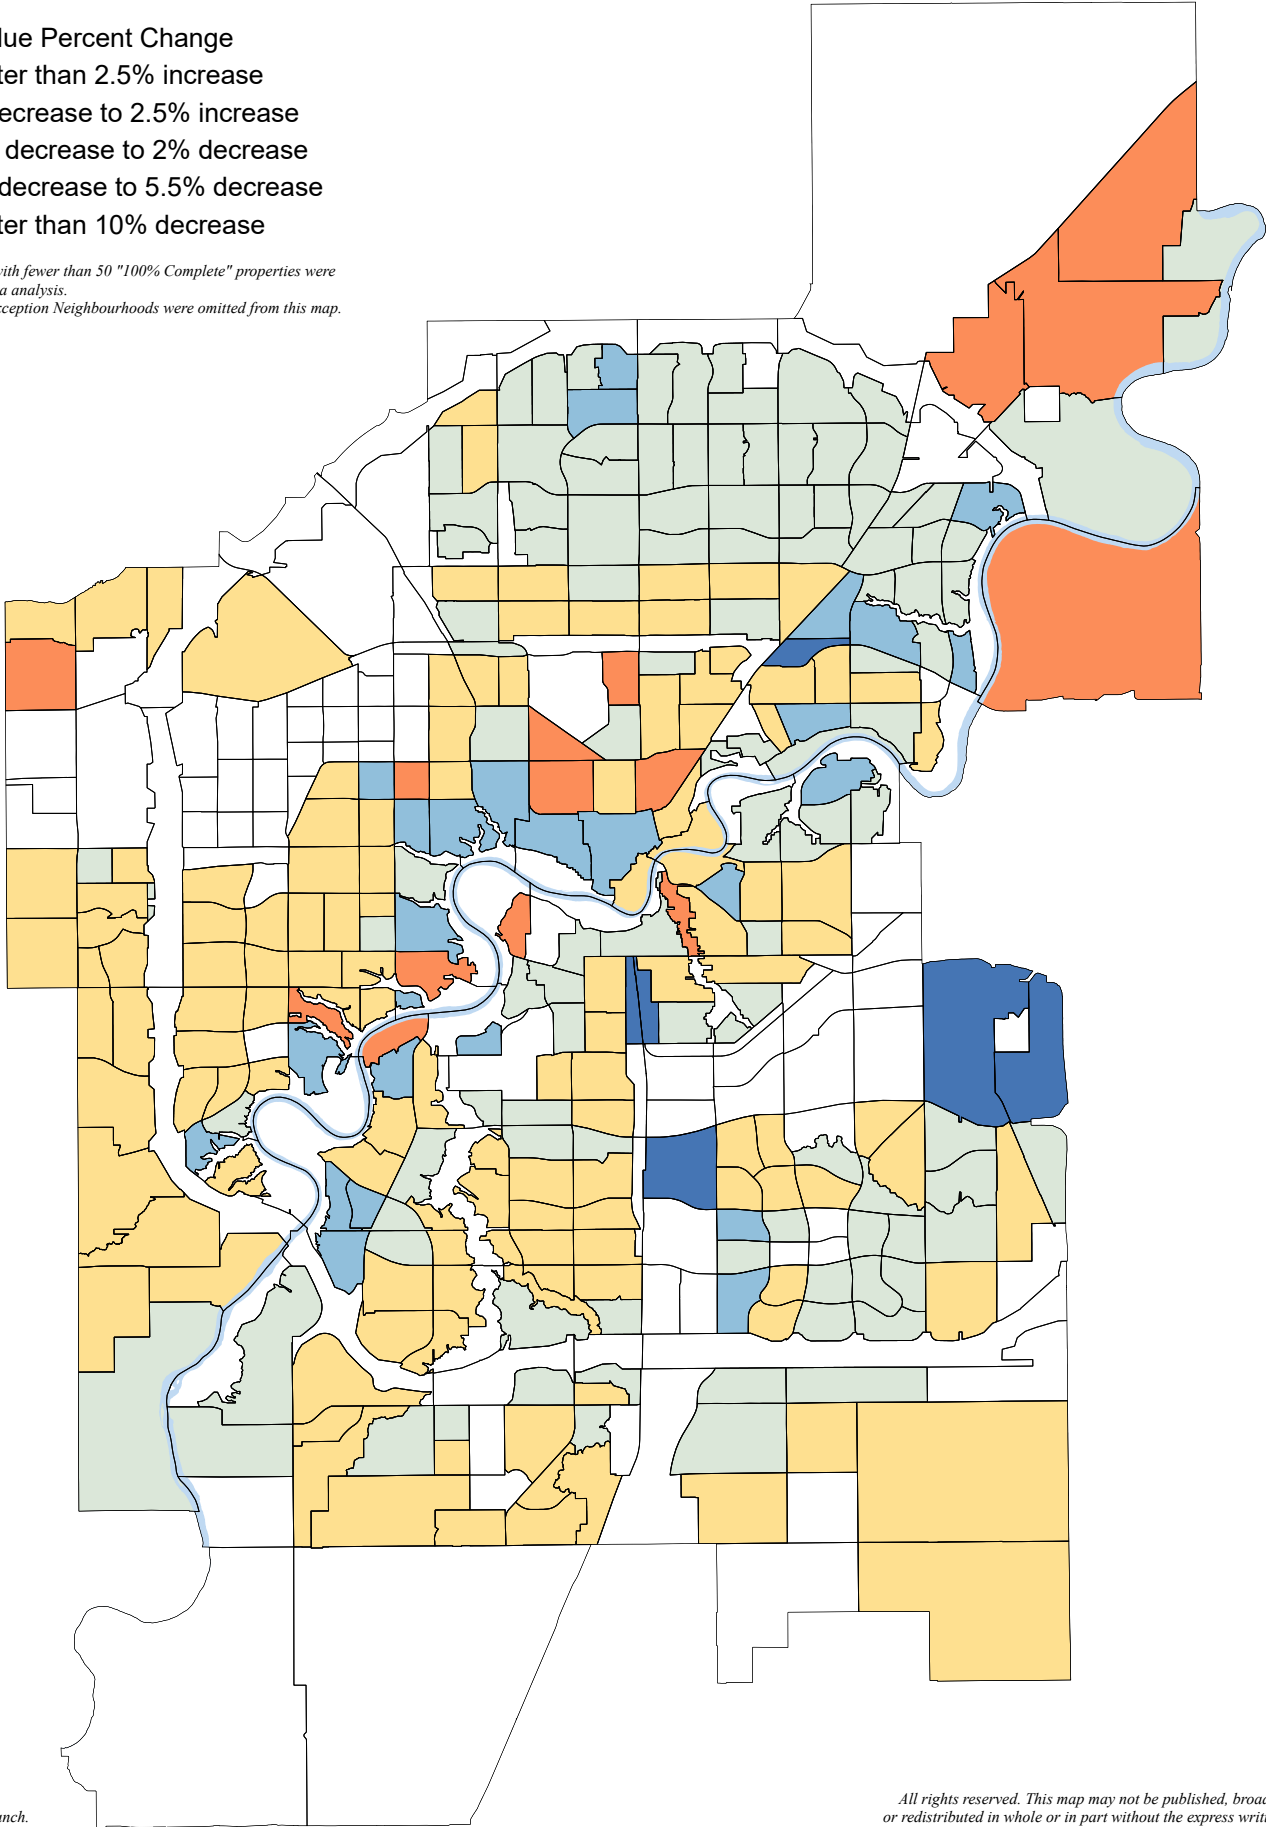 lue Percent Change
ter than 2.5% increase
ecrease to 2.5% increase
decrease to 2% decrease
decrease to 5.5% decrease
ter than 10% decrease
with fewer than 50 "100% Complete" properties were
a analysis.
ception Neighbourhoods were omitted from this map.
anch.
All rights reserved. This map may not be published, broad
or redistributed in whole or in part without the express writ